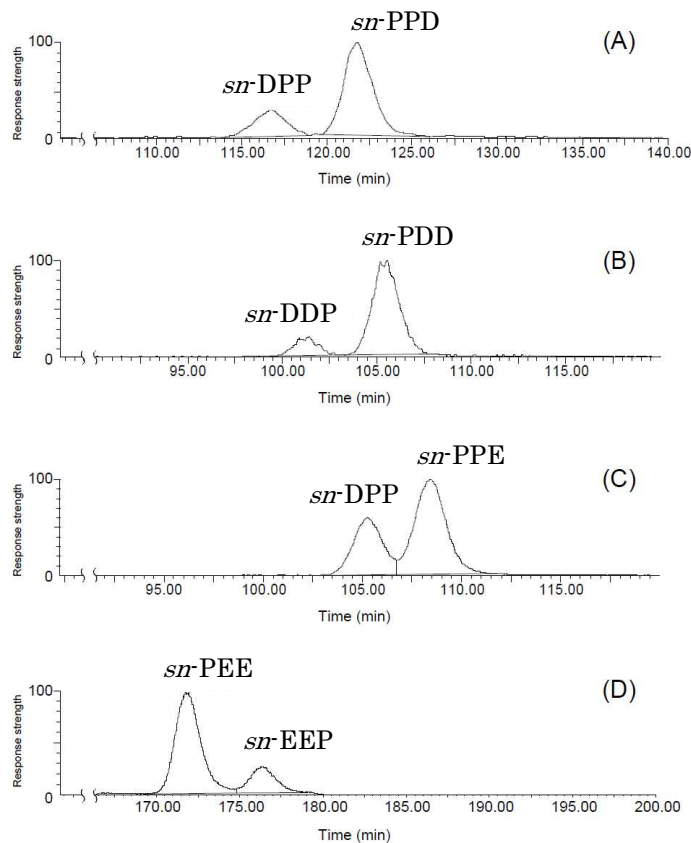 sn-PPD
(A)
sn-DPP
Response strength
100
0
110.00 115.00 120.00 125.00 130.00 135.00 140.00
Time (min)
sn-PDD
(B)
sn-DDP
Response strength
100
0
95.00 100.00 105.00 110.00 115.00
Time (min)
sn-PPE
(C)
sn-DPP
Response strength
100
0
95.00 100.00 105.00 110.00 115.00
Time (min)
sn-PEE
(D)
sn-EEP
Response strength
100
0
170.00 175.00 180.00 185.00 190.00 195.00 200.00
Time (min)